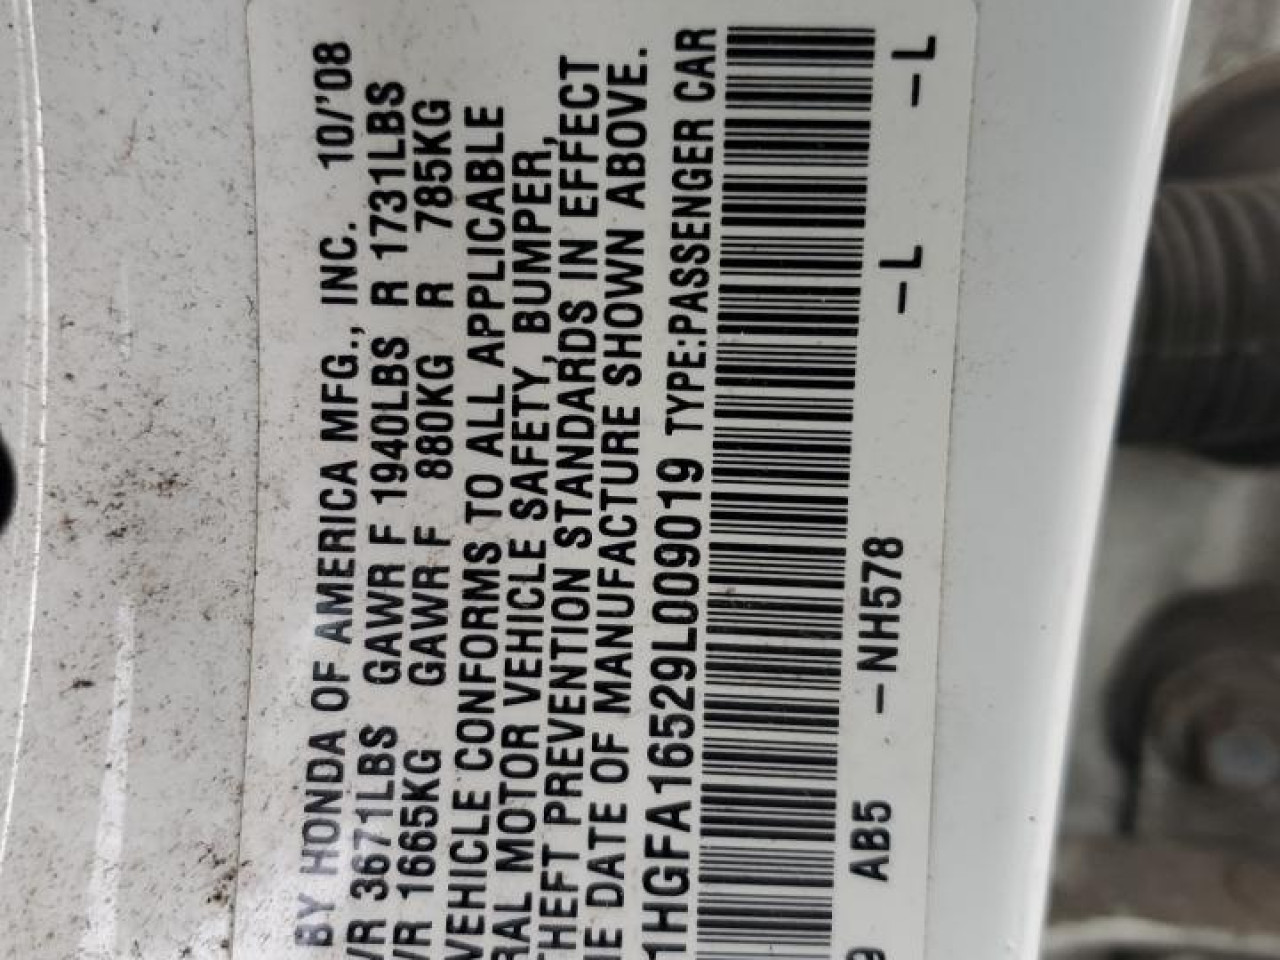 BY HONDA OF AMERICA MFG., INC. 10/'08
VR 3671LBS GAWR F 1940LBS R 1731LBS
VR 1665KG GAWR F 880KG R 785KG
VEHICLE CONFORMS TO ALL APPLICABLE
RAL MOTOR VEHICLE SAFETY, BUMPER,
THEFT PREVENTION STANDARDS IN EFFECT
HE DATE OF MANUFACTURE SHOWN ABOVE.
1HGFA16529L009019 TYPE:PASSENGER CAR
9 AB5 –NH578 –L –L